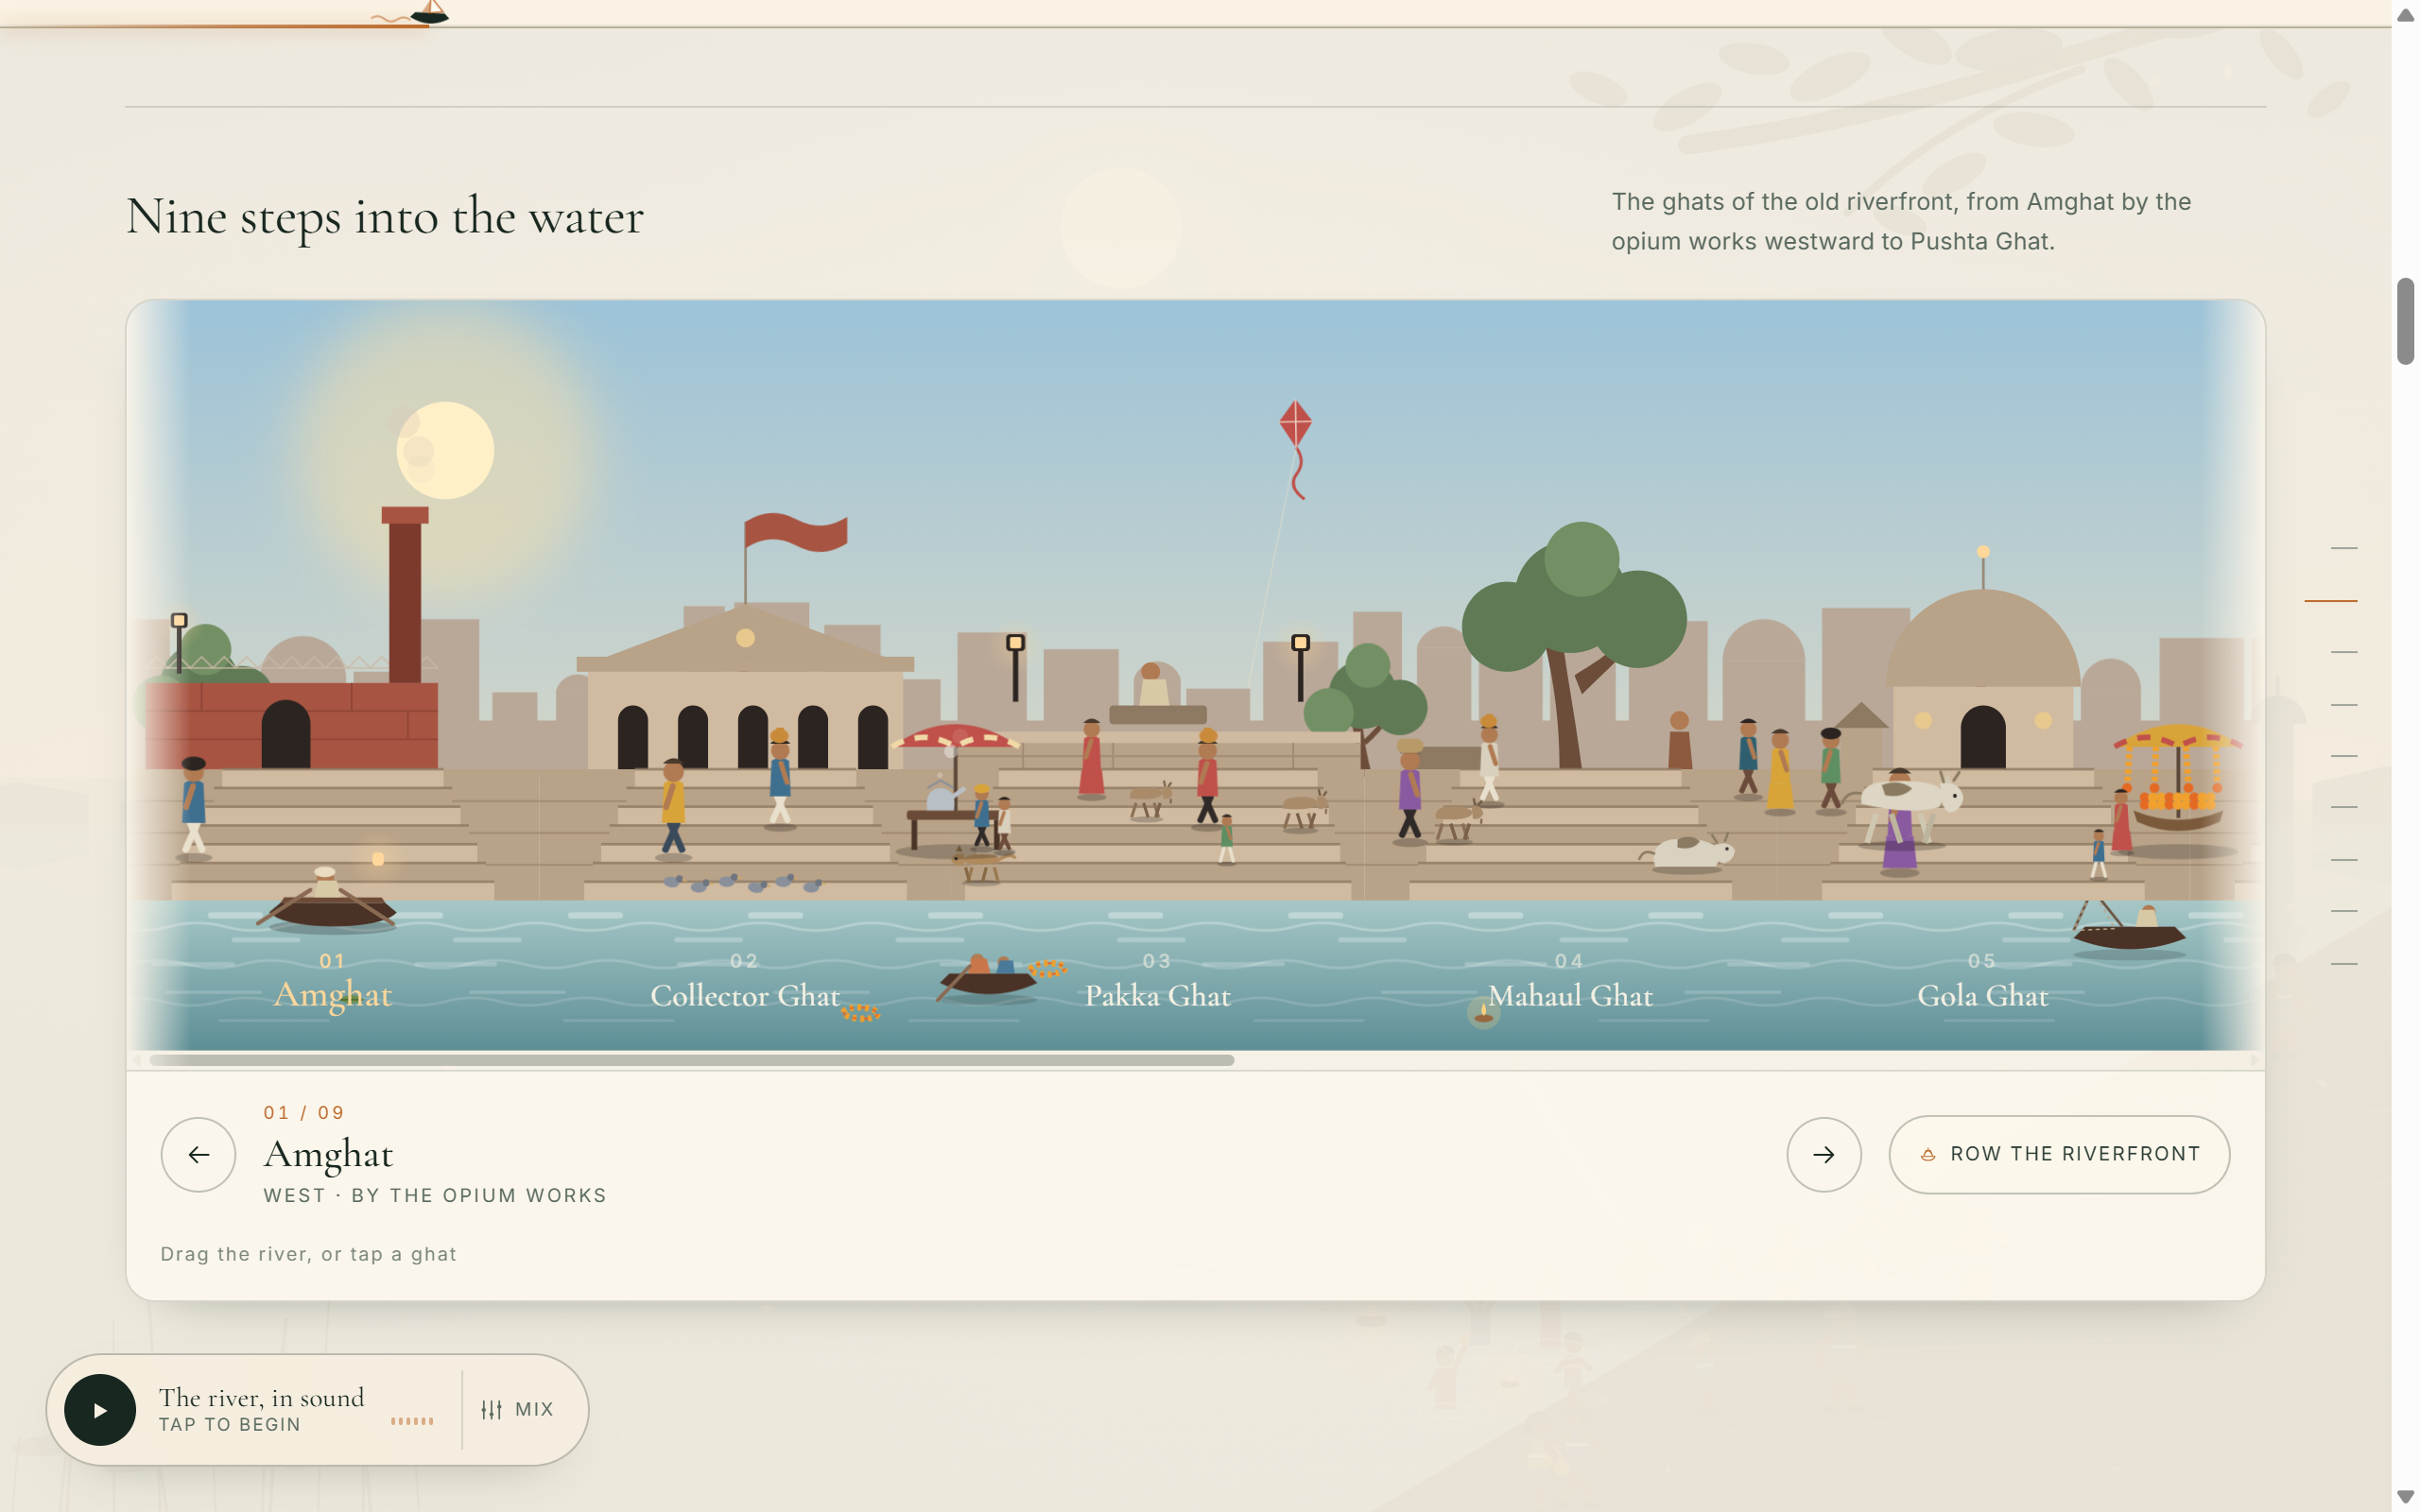 Nine steps into the water
The ghats of the old riverfront, from Amghat by the
opium works westward to Pushta Ghat.
01
Amghat
02
Collector Ghat
03
Pakka Ghat
04
Mahaul Ghat
05
Gola Ghat
01 / 09
Amghat
WEST · BY THE OPIUM WORKS
ROW THE RIVERFRONT
Drag the river, or tap a ghat
The river, in sound
TAP TO BEGIN
MIX